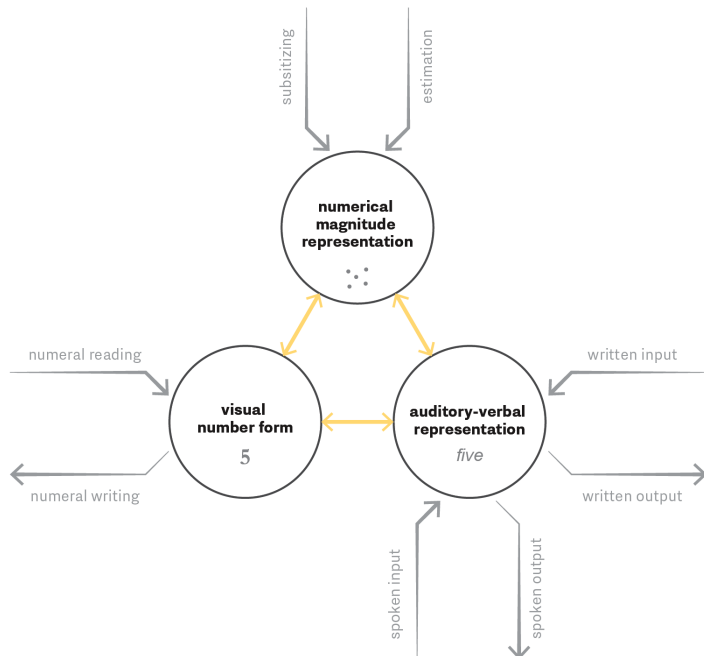 subsitizing
estimation
numerical
magnitude
representation
numeral reading
written input
visual
number form
5
auditory-verbal
representation
five
numeral writing
written output
spoken input
spoken output